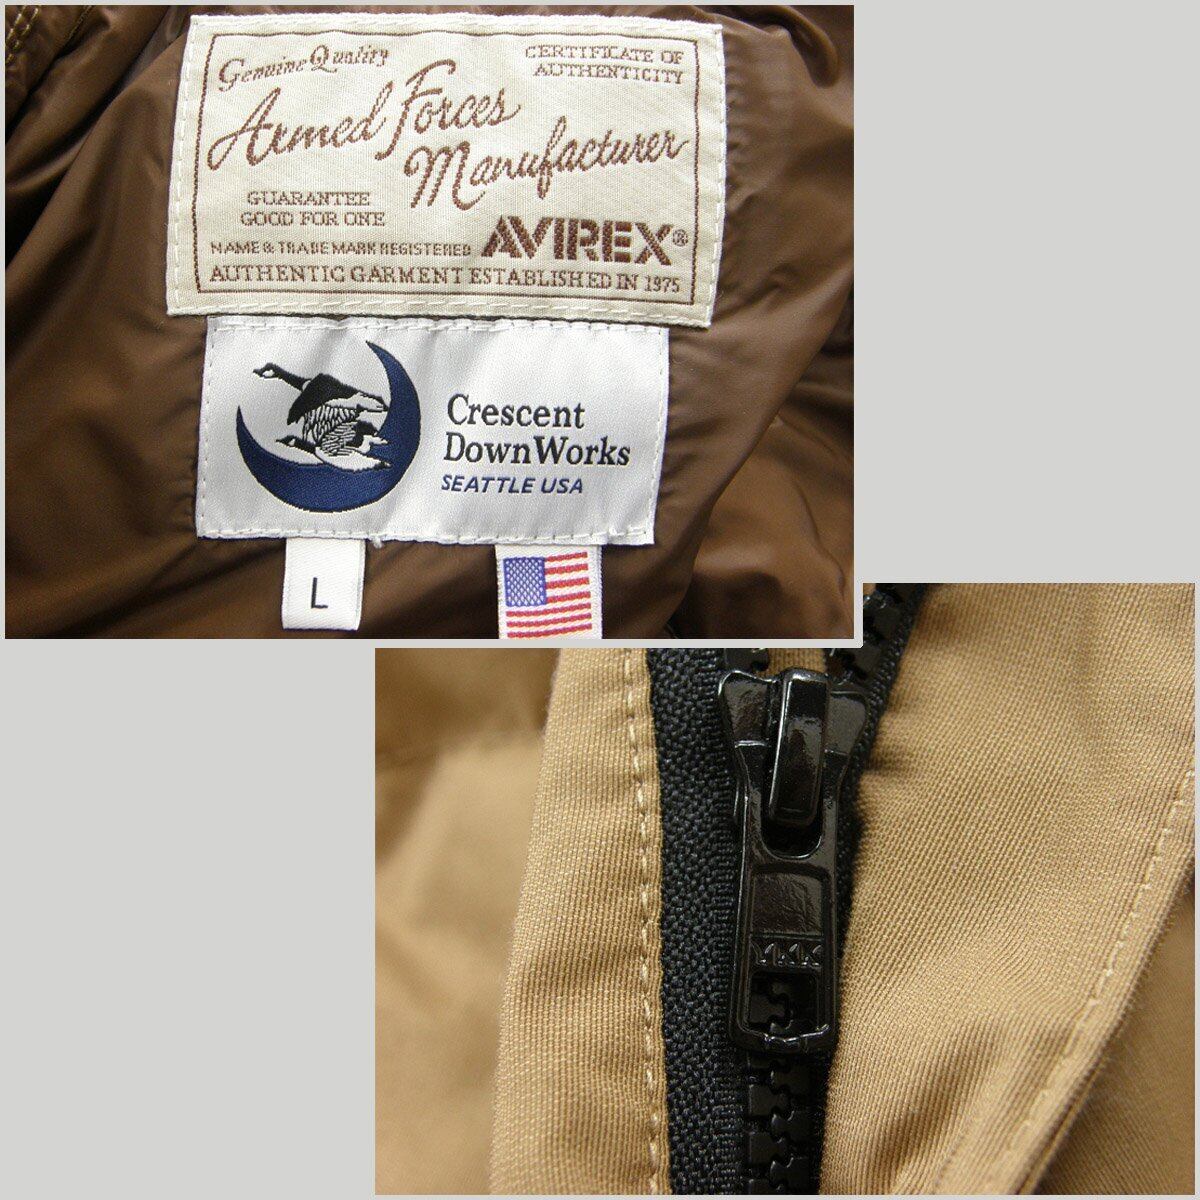 Genuine Quality
CERTIFICATE OF
AUTHENTICITY
Armed Forces
Manufacturer
GUARANTEE
GOOD FOR ONE
NAME & TRADE MARK REGISTERED
AVIREX®
AUTHENTIC GARMENT ESTABLISHED IN 1975
Crescent
DownWorks
SEATTLE USA
L
YKK